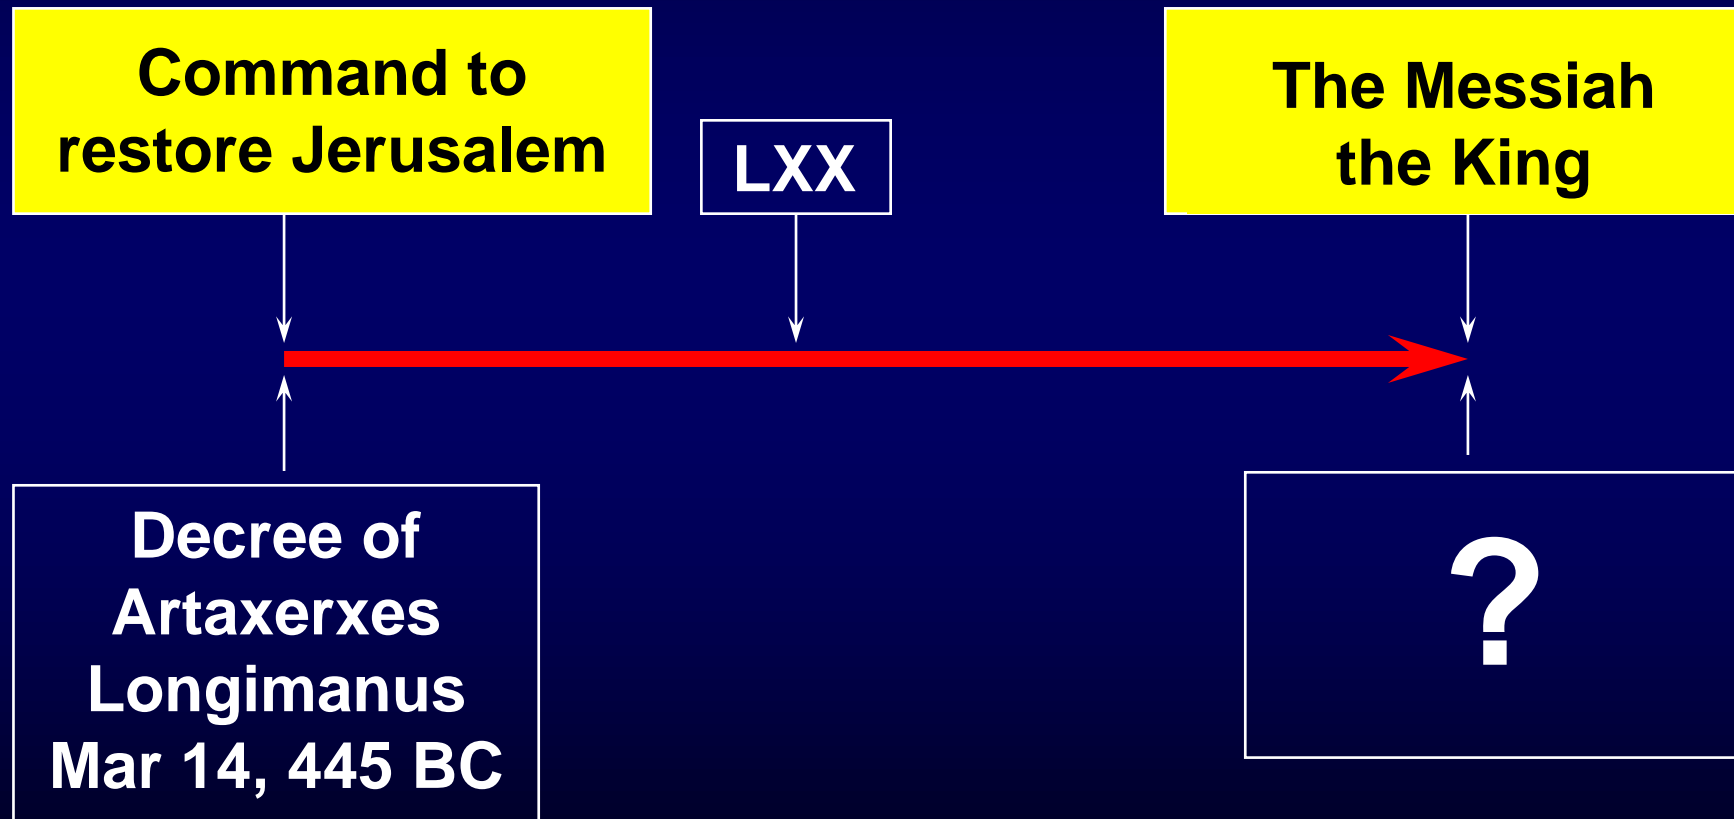 Command to
restore Jerusalem
LXX
The Messiah
the King
Decree of
Artaxerxes
Longimanus
Mar 14, 445 BC
?